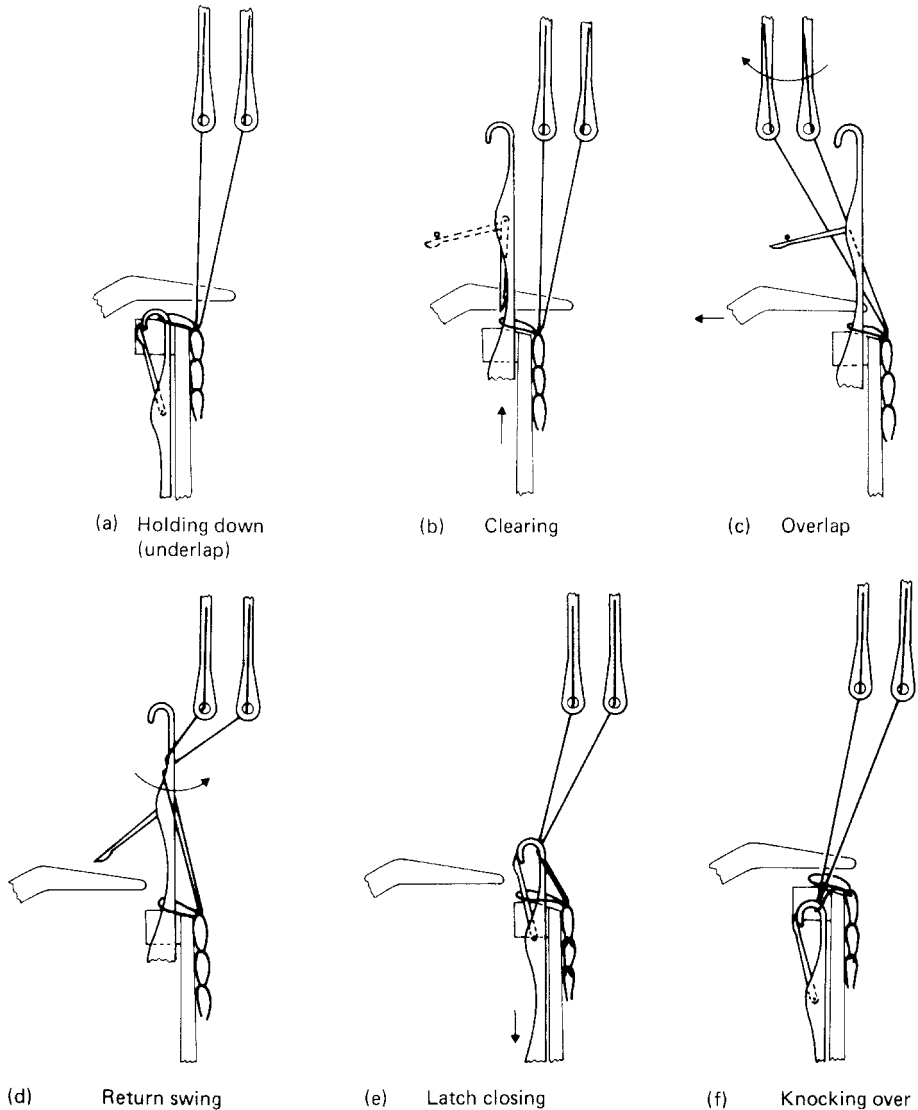 (a) Holding down
(underlap)
(b) Clearing
(c) Overlap
(d) Return swing
(e) Latch closing
(f) Knocking over